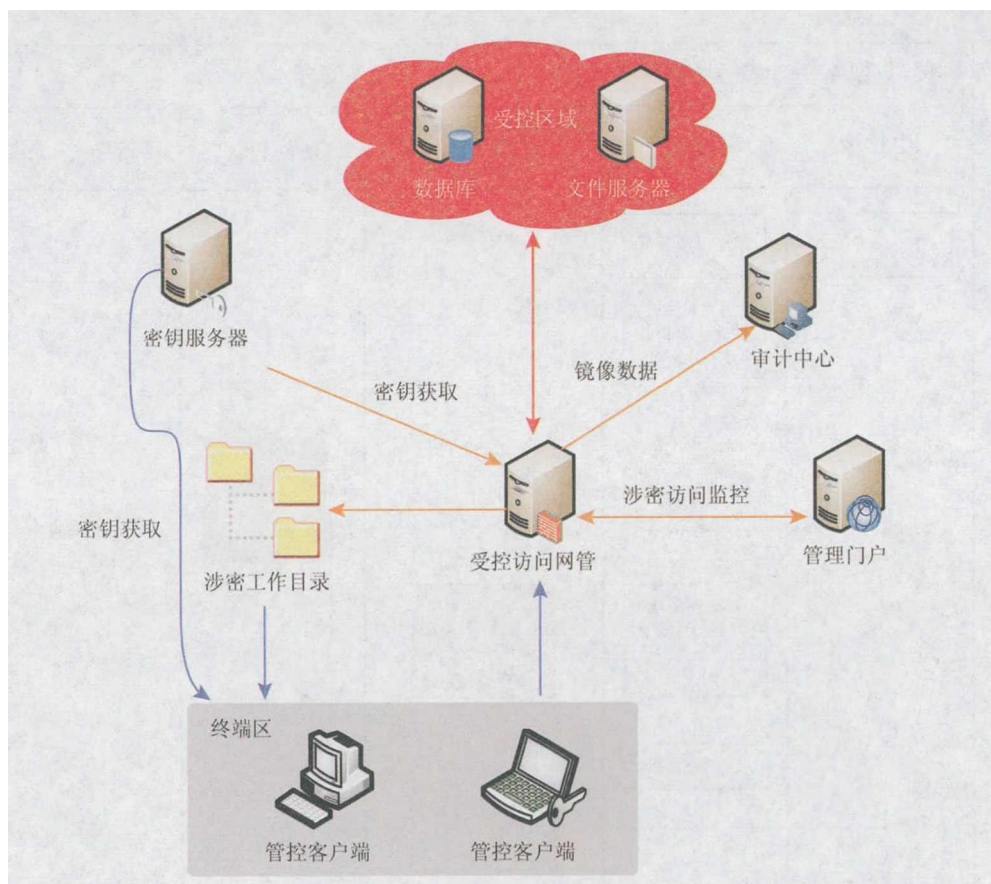 受控区域
数据库
文件服务器
密钥服务器
审计中心
密钥获取
镜像数据
涉密访问监控
密钥获取
涉密工作目录
受控访问网管
管理门户
终端区
管控客户端
管控客户端